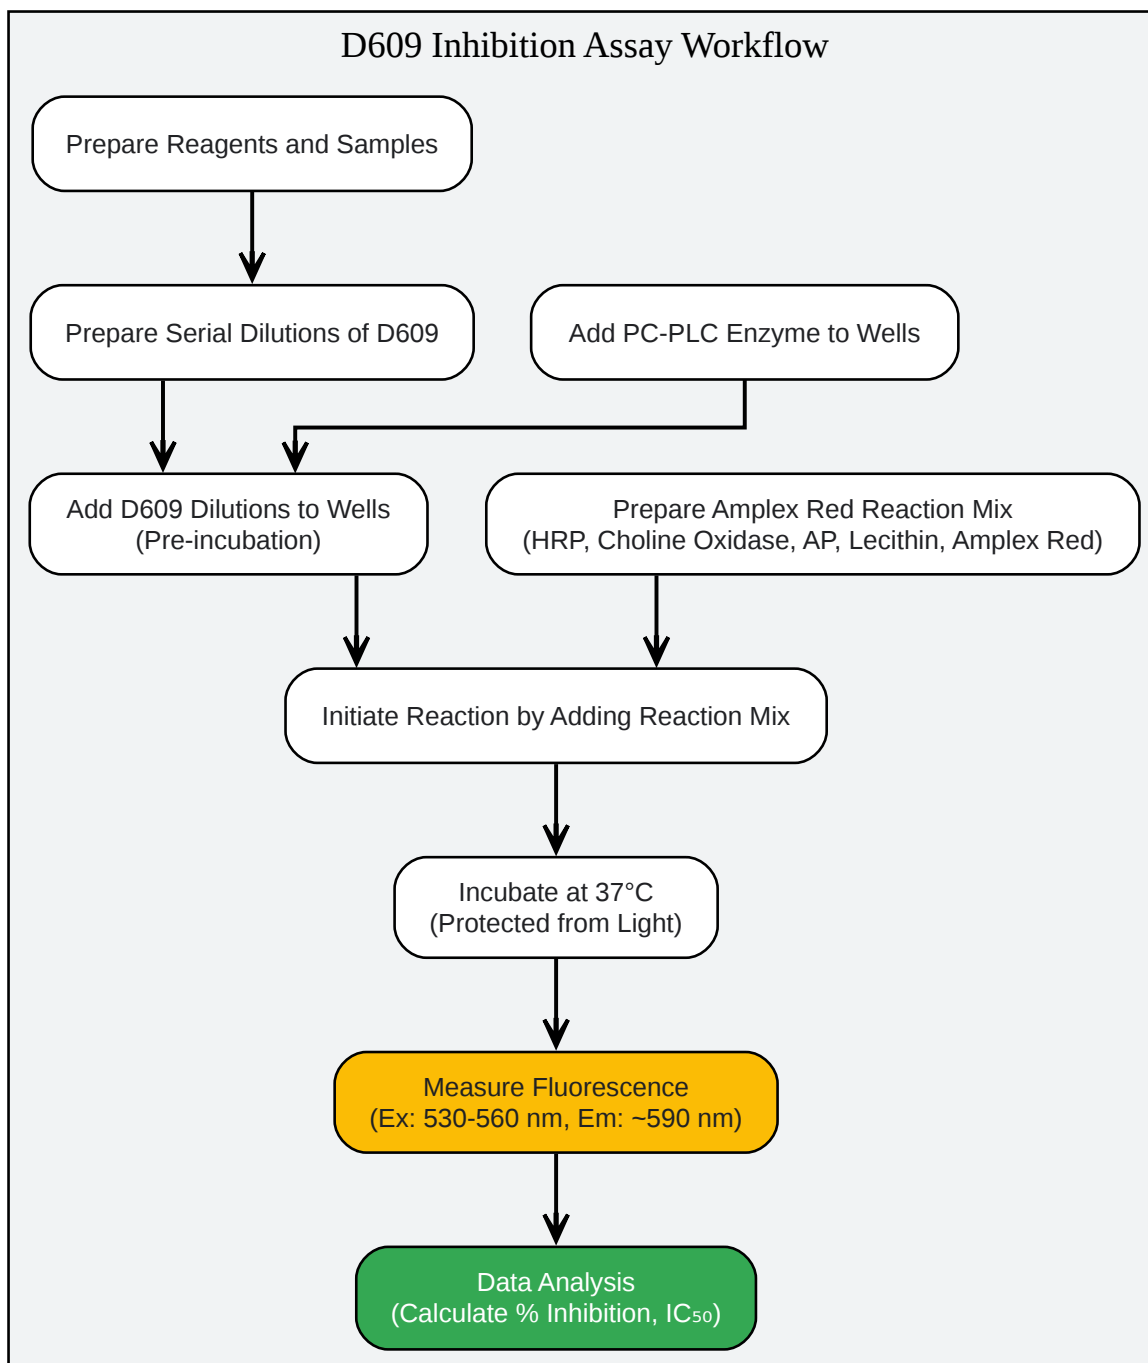 D609 Inhibition Assay Workflow
Prepare Reagents and Samples
Prepare Serial Dilutions of D609
Add PC-PLC Enzyme to Wells
Add D609 Dilutions to Wells
(Pre-incubation)
Prepare Amplex Red Reaction Mix
(HRP, Choline Oxidase, AP, Lecithin, Amplex Red)
Initiate Reaction by Adding Reaction Mix
Incubate at 37°C
(Protected from Light)
Measure Fluorescence
(Ex: 530-560 nm, Em: ~590 nm)
Data Analysis
(Calculate % Inhibition, IC₅₀)